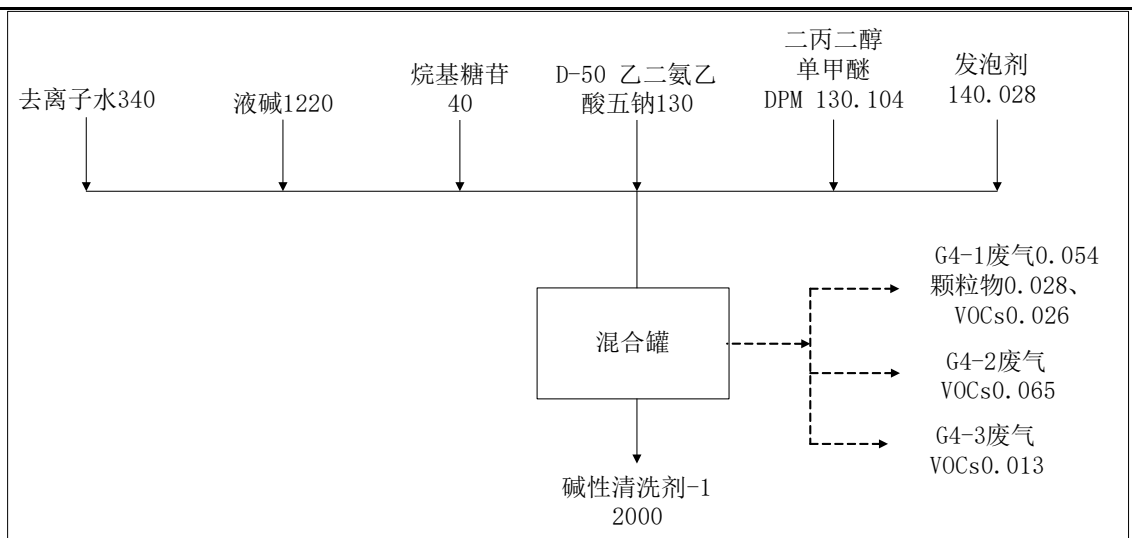 去离子水340
液碱1220
烷基糖苷
40
D-50 乙二氨乙
酸五钠130
二丙二醇
单甲醚
DPM 130.104
发泡剂
140.028
混合罐
G4-1废气0.054
颗粒物0.028、
VOCs0.026
G4-2废气
VOCs0.065
G4-3废气
VOCs0.013
碱性清洗剂-1
2000